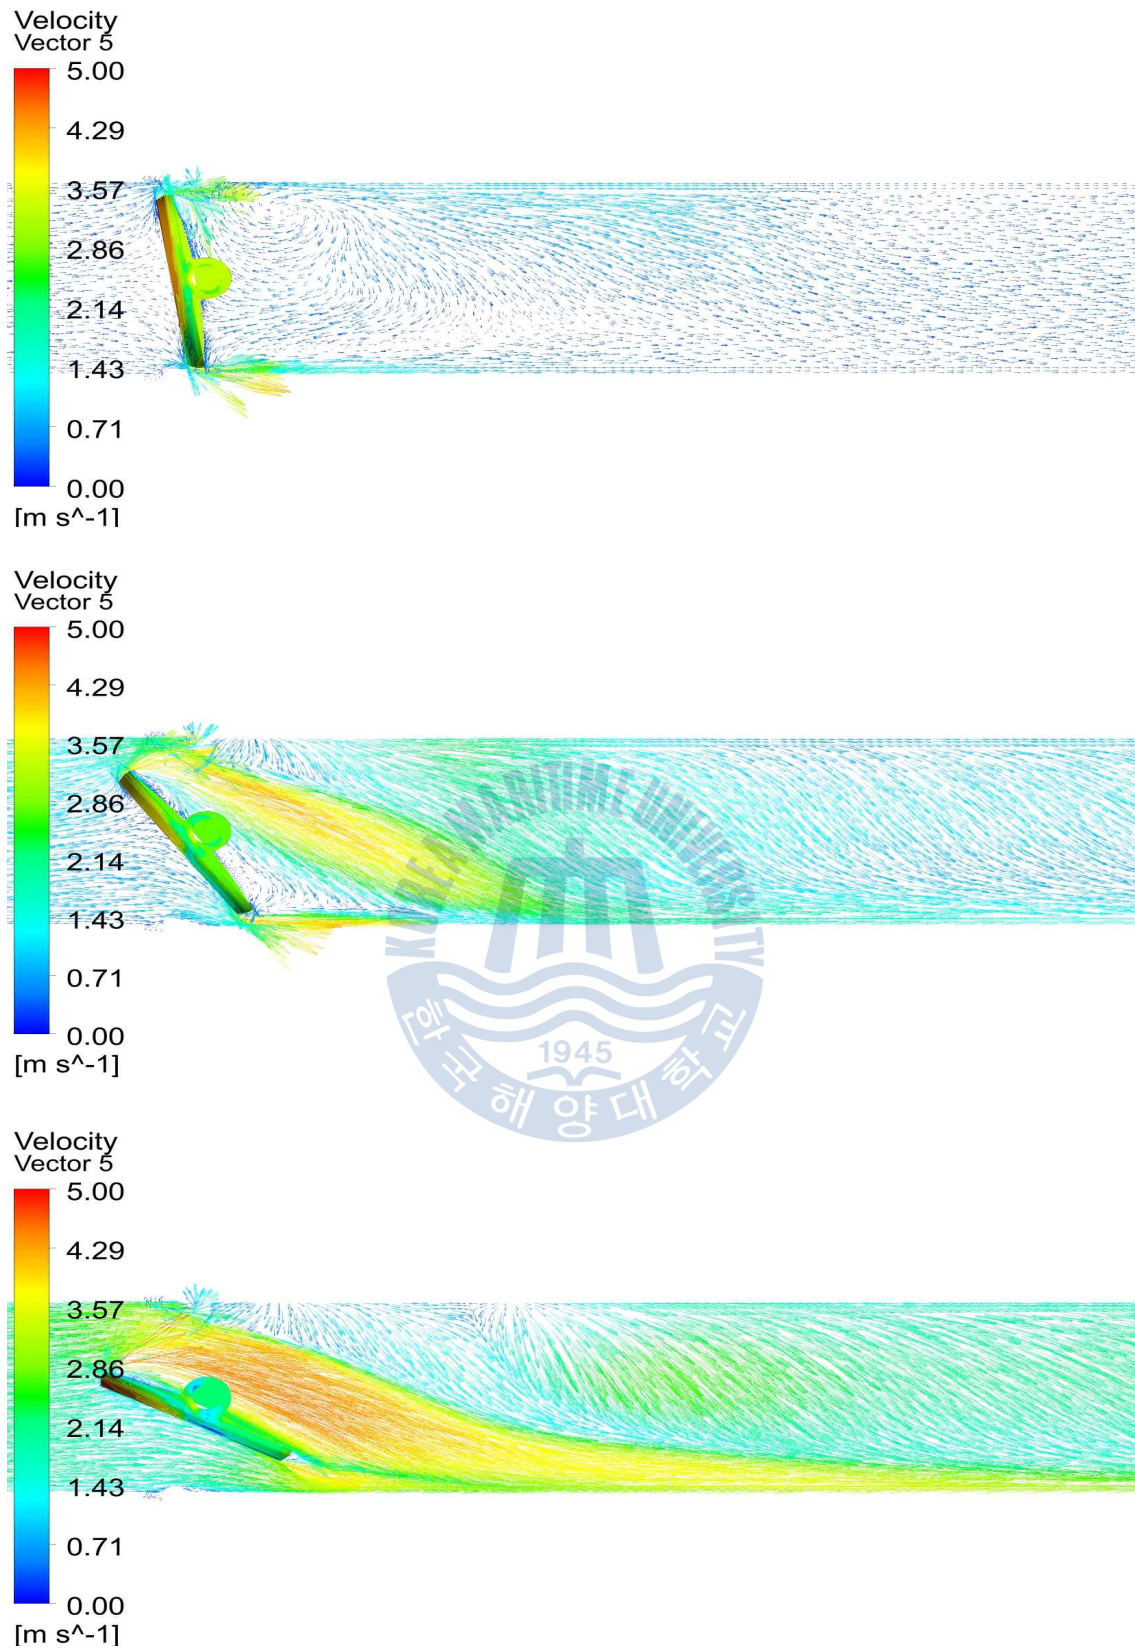 Velocity
Vector 5
5.00
4.29
3.57
2.86
2.14
1.43
0.71
0.00
[m s^-1]
Velocity
Vector 5
5.00
4.29
3.57
2.86
2.14
1.43
0.71
0.00
[m s^-1]
KOREA MARITIME UNIVERSITY
1945
한국해양대학교
Velocity
Vector 5
5.00
4.29
3.57
2.86
2.14
1.43
0.71
0.00
[m s^-1]